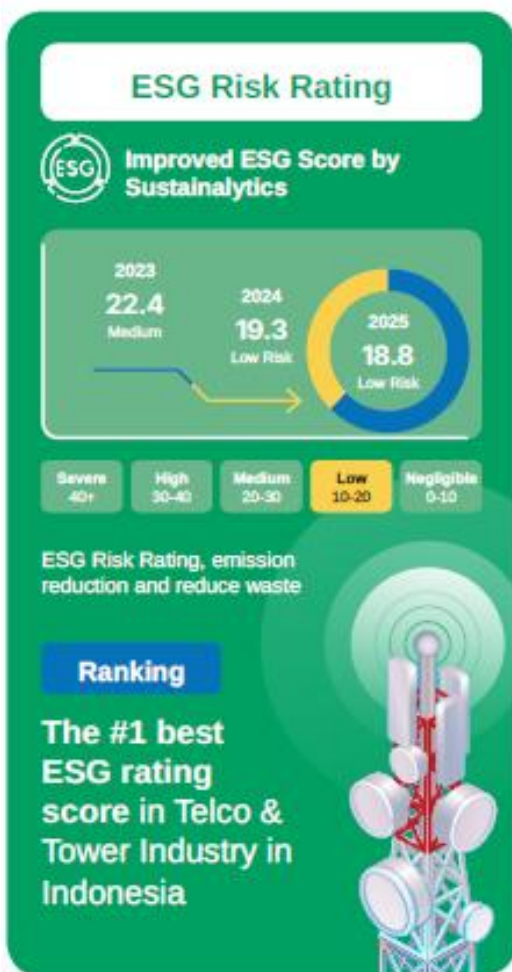 ESG Risk Rating
ESG
Improved ESG Score by
Sustainalytics
2023
22.4
Medium
2024
19.3
Low Risk
2025
18.8
Low Risk
Severe
40+
High
30-40
Medium
20-30
Low
10-20
Negligible
0-10
ESG Risk Rating, emission
reduction and reduce waste
Ranking
The #1 best
ESG rating
score in Telco &
Tower Industry in
Indonesia